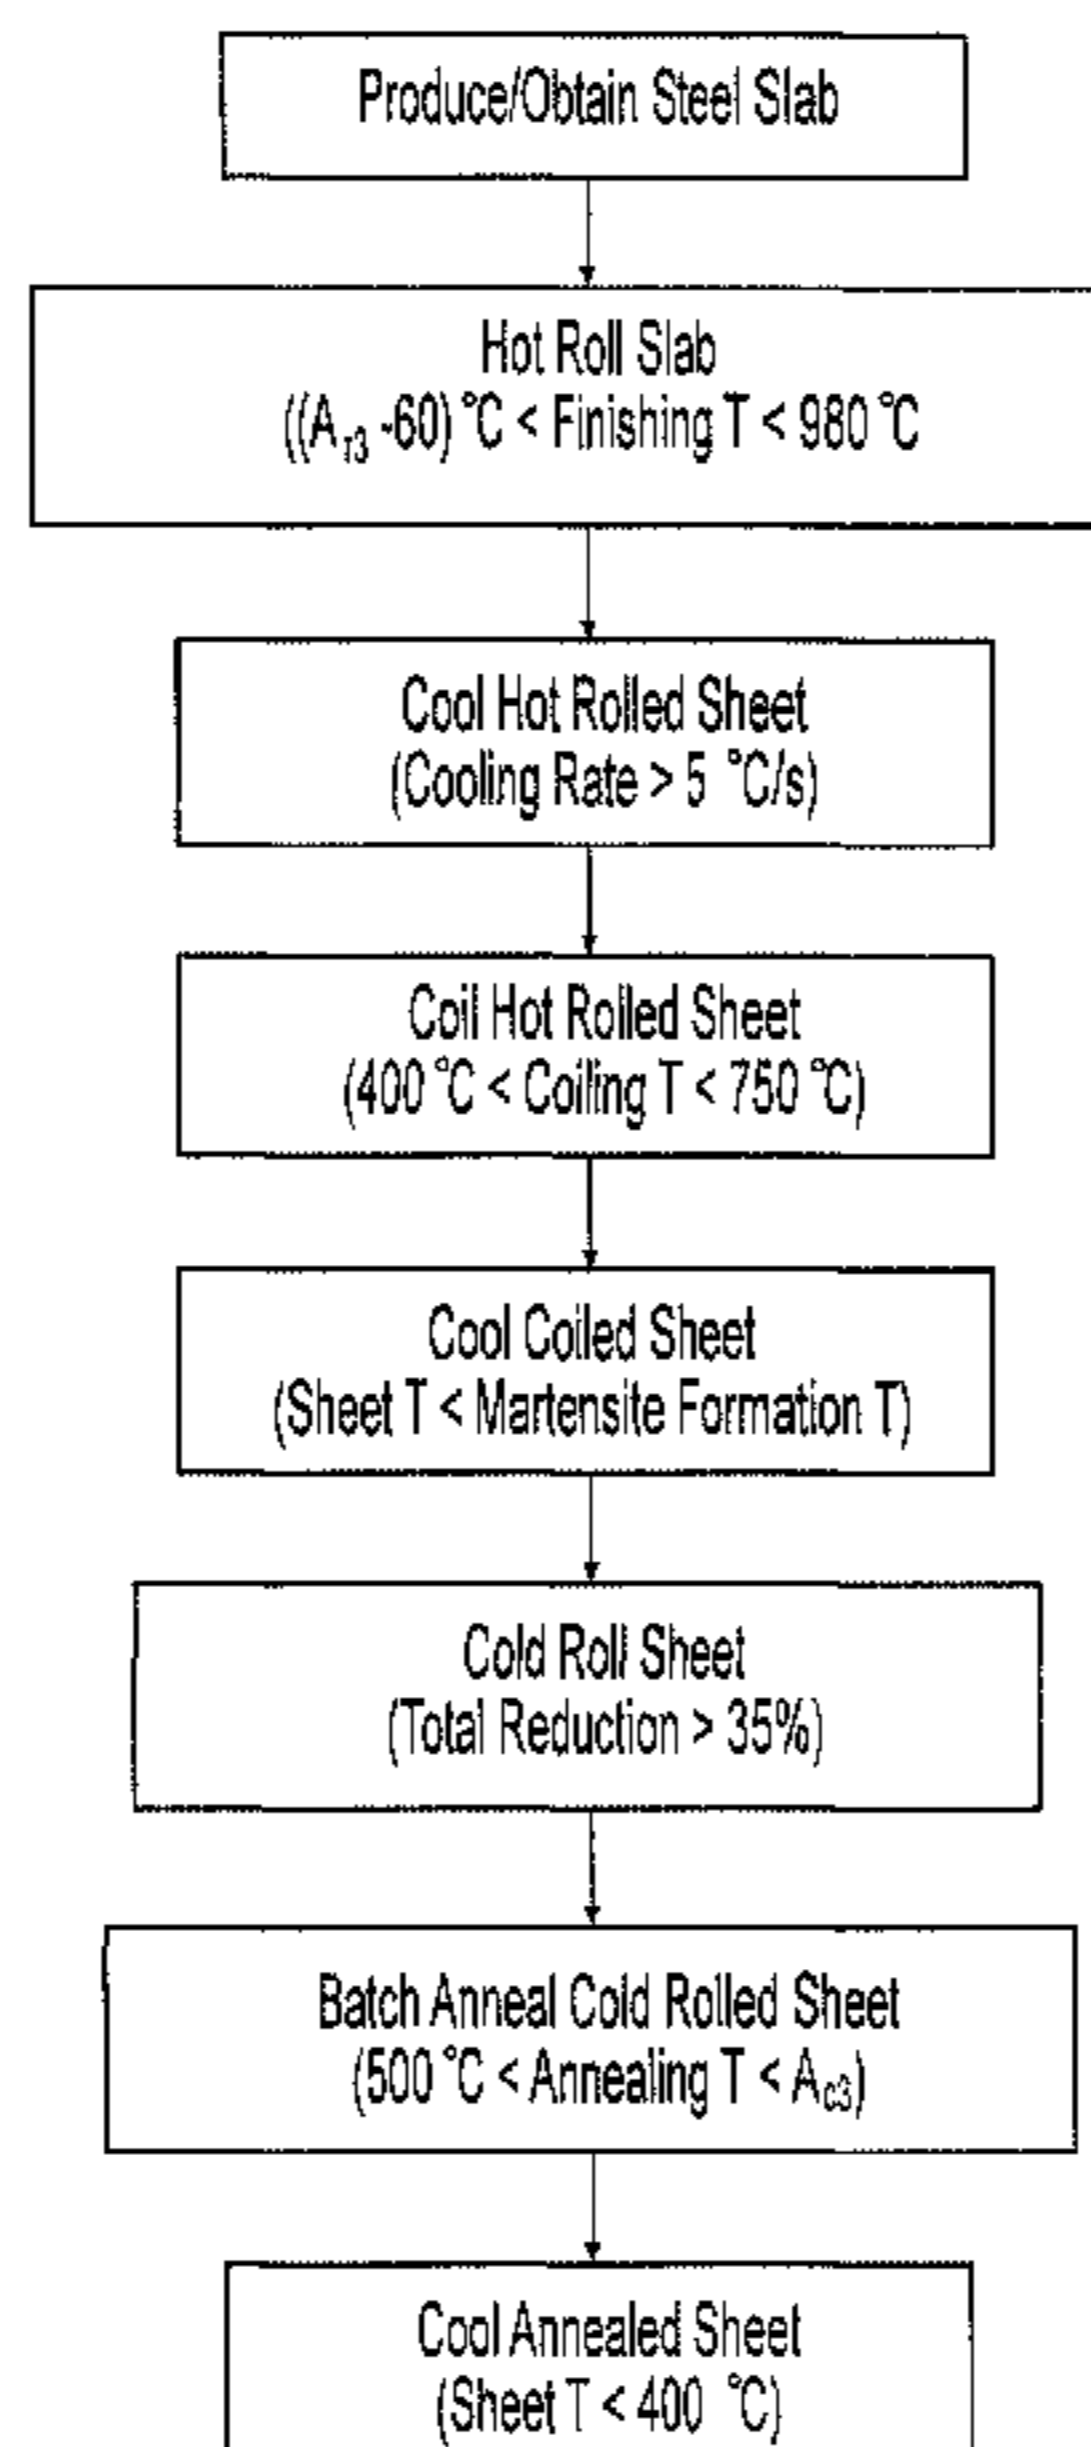 Produce/Obtain Steel Slab
Hot Roll Slab
((A r3 -60) °C < Finishing T < 980 °C
Cool Hot Rolled Sheet
(Cooling Rate > 5 °C/s)
Coil Hot Rolled Sheet
(400 °C < Coiling T < 750 °C)
Cool Coiled Sheet
(Sheet T < Martensite Formation T)
Cold Roll Sheet
(Total Reduction > 35%)
Batch Anneal Cold Rolled Sheet
(500 °C < Annealing T < Ac3)
Cool Annealed Sheet
(Sheet T < 400 °C)